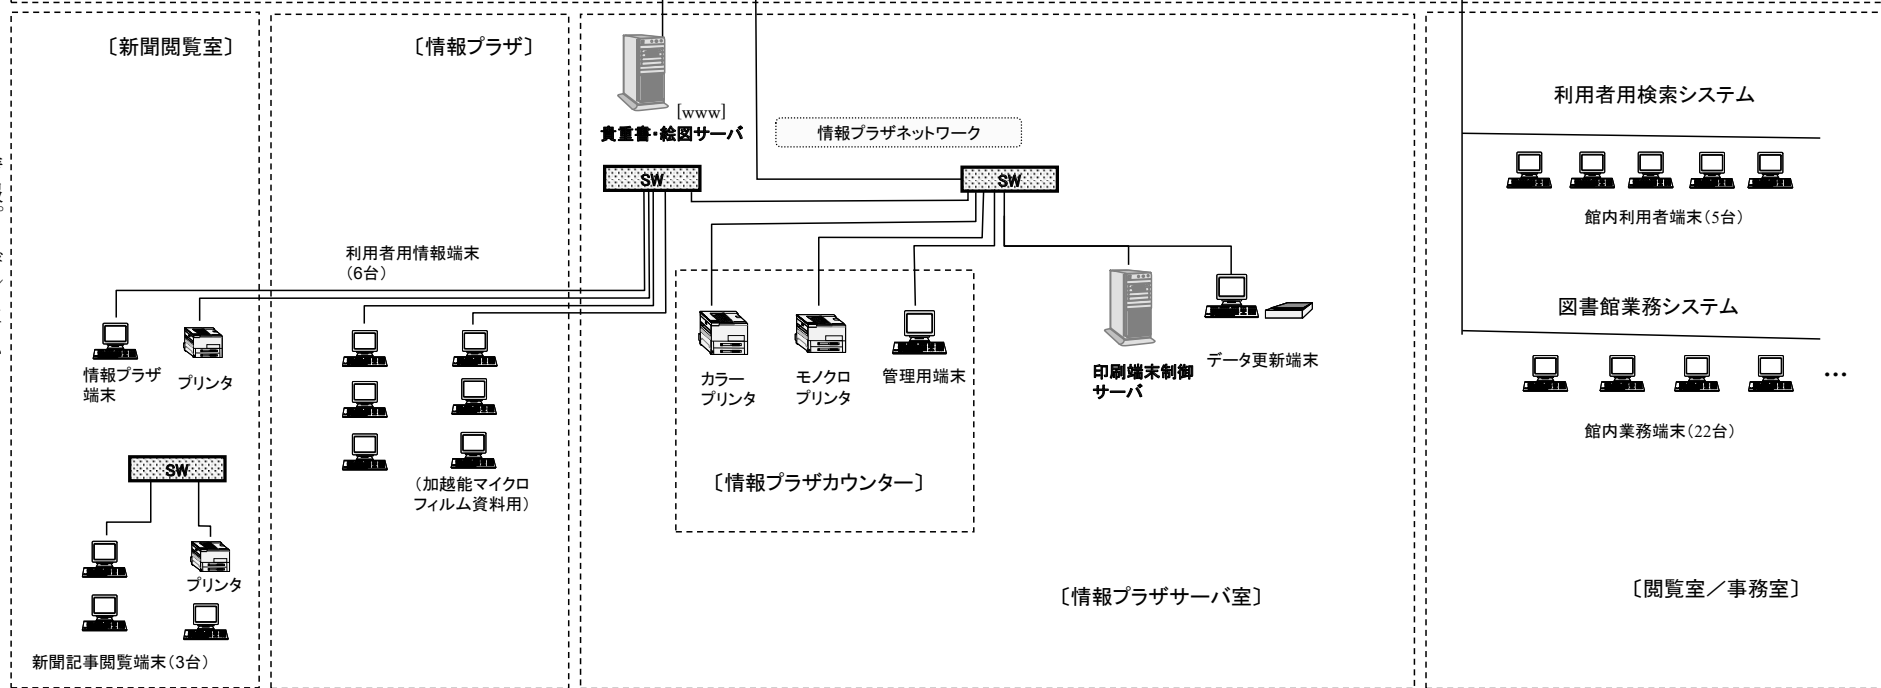 〔新聞閲覧室〕
〔情報プラザ〕
[www]
貴重書・絵図サーバ
情報プラザネットワーク
利用者用検索システム
SW
SW
館内利用者端末(5台)
利用者用情報端末
(6台)
図書館業務システム
情報プラザ
端末
プリンタ
カラー
プリンタ
モノクロ
プリンタ
管理用端末
印刷端末制御
サーバ
データ更新端末
…
館内業務端末(22台)
SW
(加越能マイクロ
フィルム資料用)
〔情報プラザカウンター〕
プリンタ
〔情報プラザサーバ室〕
〔閲覧室／事務室〕
新聞記事閲覧端末(3台)